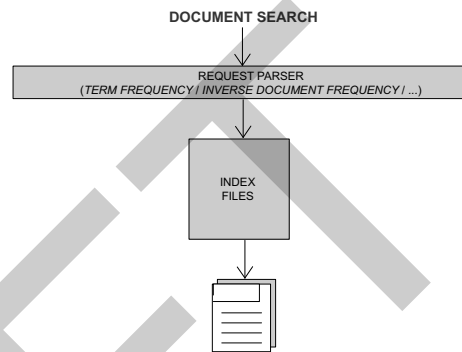 DOCUMENT SEARCH
REQUEST PARSER
(TERM FREQUENCY / INVERSE DOCUMENT FREQUENCY / ...)
INDEX
FILES